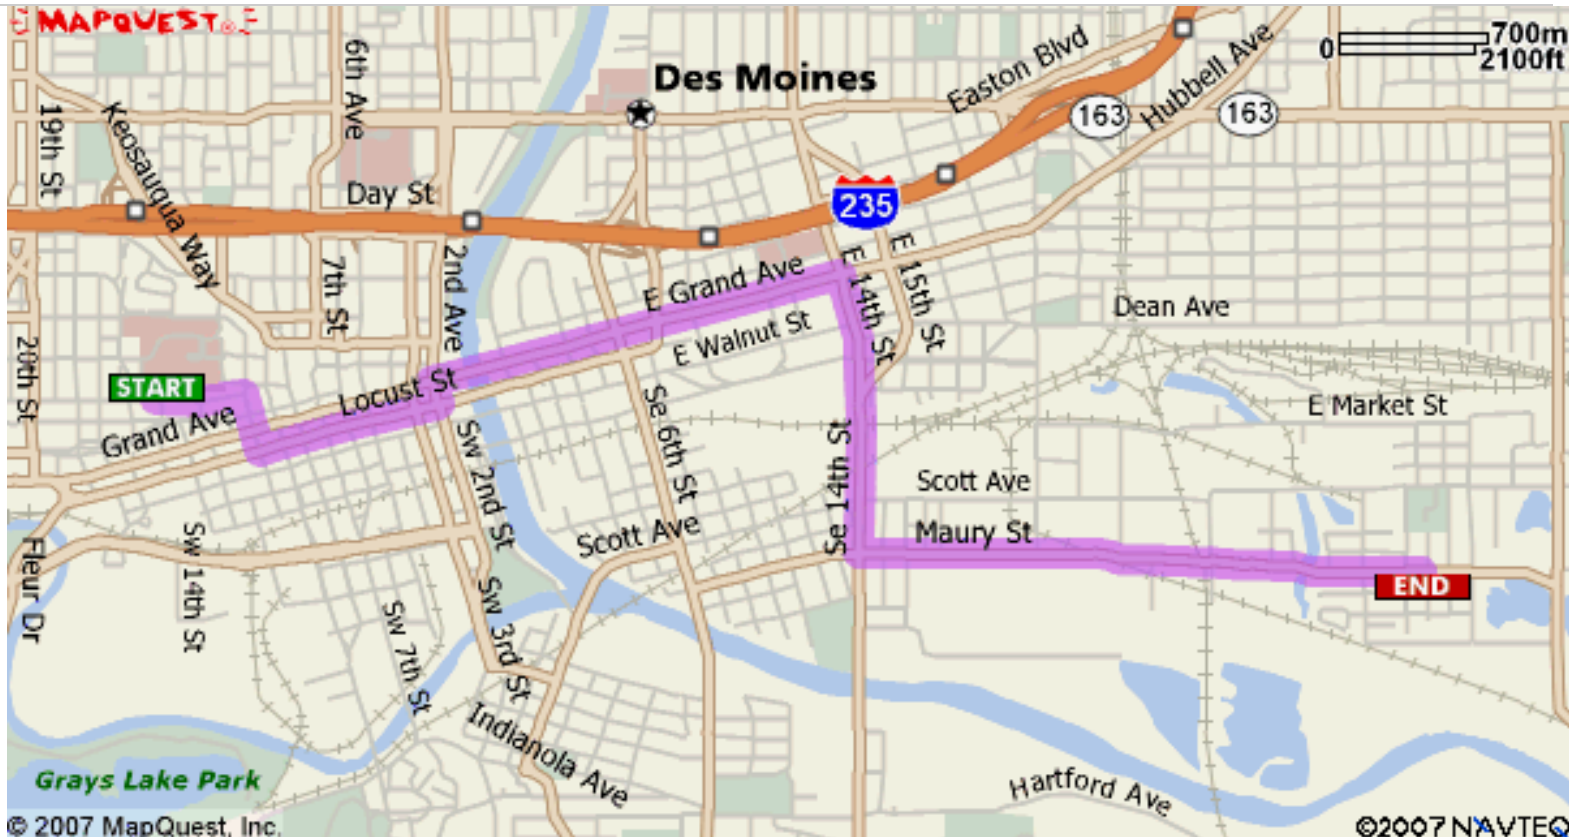 MAPQUEST
700m
0
2100ft
Des Moines
Easton Blvd
Hubbell Ave
163
163
6th Ave
19th St
Keosauqua Way
Day St
235
2nd Ave
7th St
E Grand Ave
E 14th St
E 15th St
E Walnut St
Dean Ave
20th St
START
Locust St
Grand Ave
Se 6th St
E Market St
Sw 2nd St
Se 14th St
Scott Ave
Maury St
Scott Ave
Sw 14th St
Fleur Dr
END
Sw 3rd St
Sw 7th St
Indianola Ave
Grays Lake Park
Hartford Ave
© 2007 MapQuest, Inc.
©2007 NAVTEQ